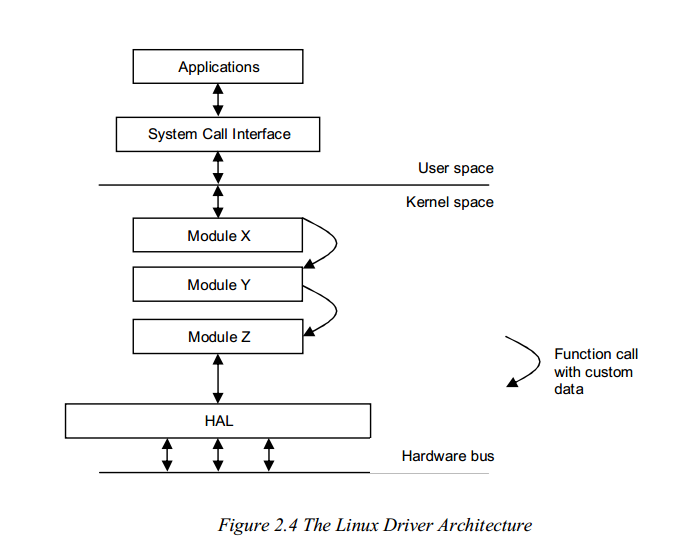 Applications
System Call Interface
User space
Kernel space
Module X
Module Y
Module Z
Function call
with custom
data
HAL
Hardware bus
Figure 2.4 The Linux Driver Architecture